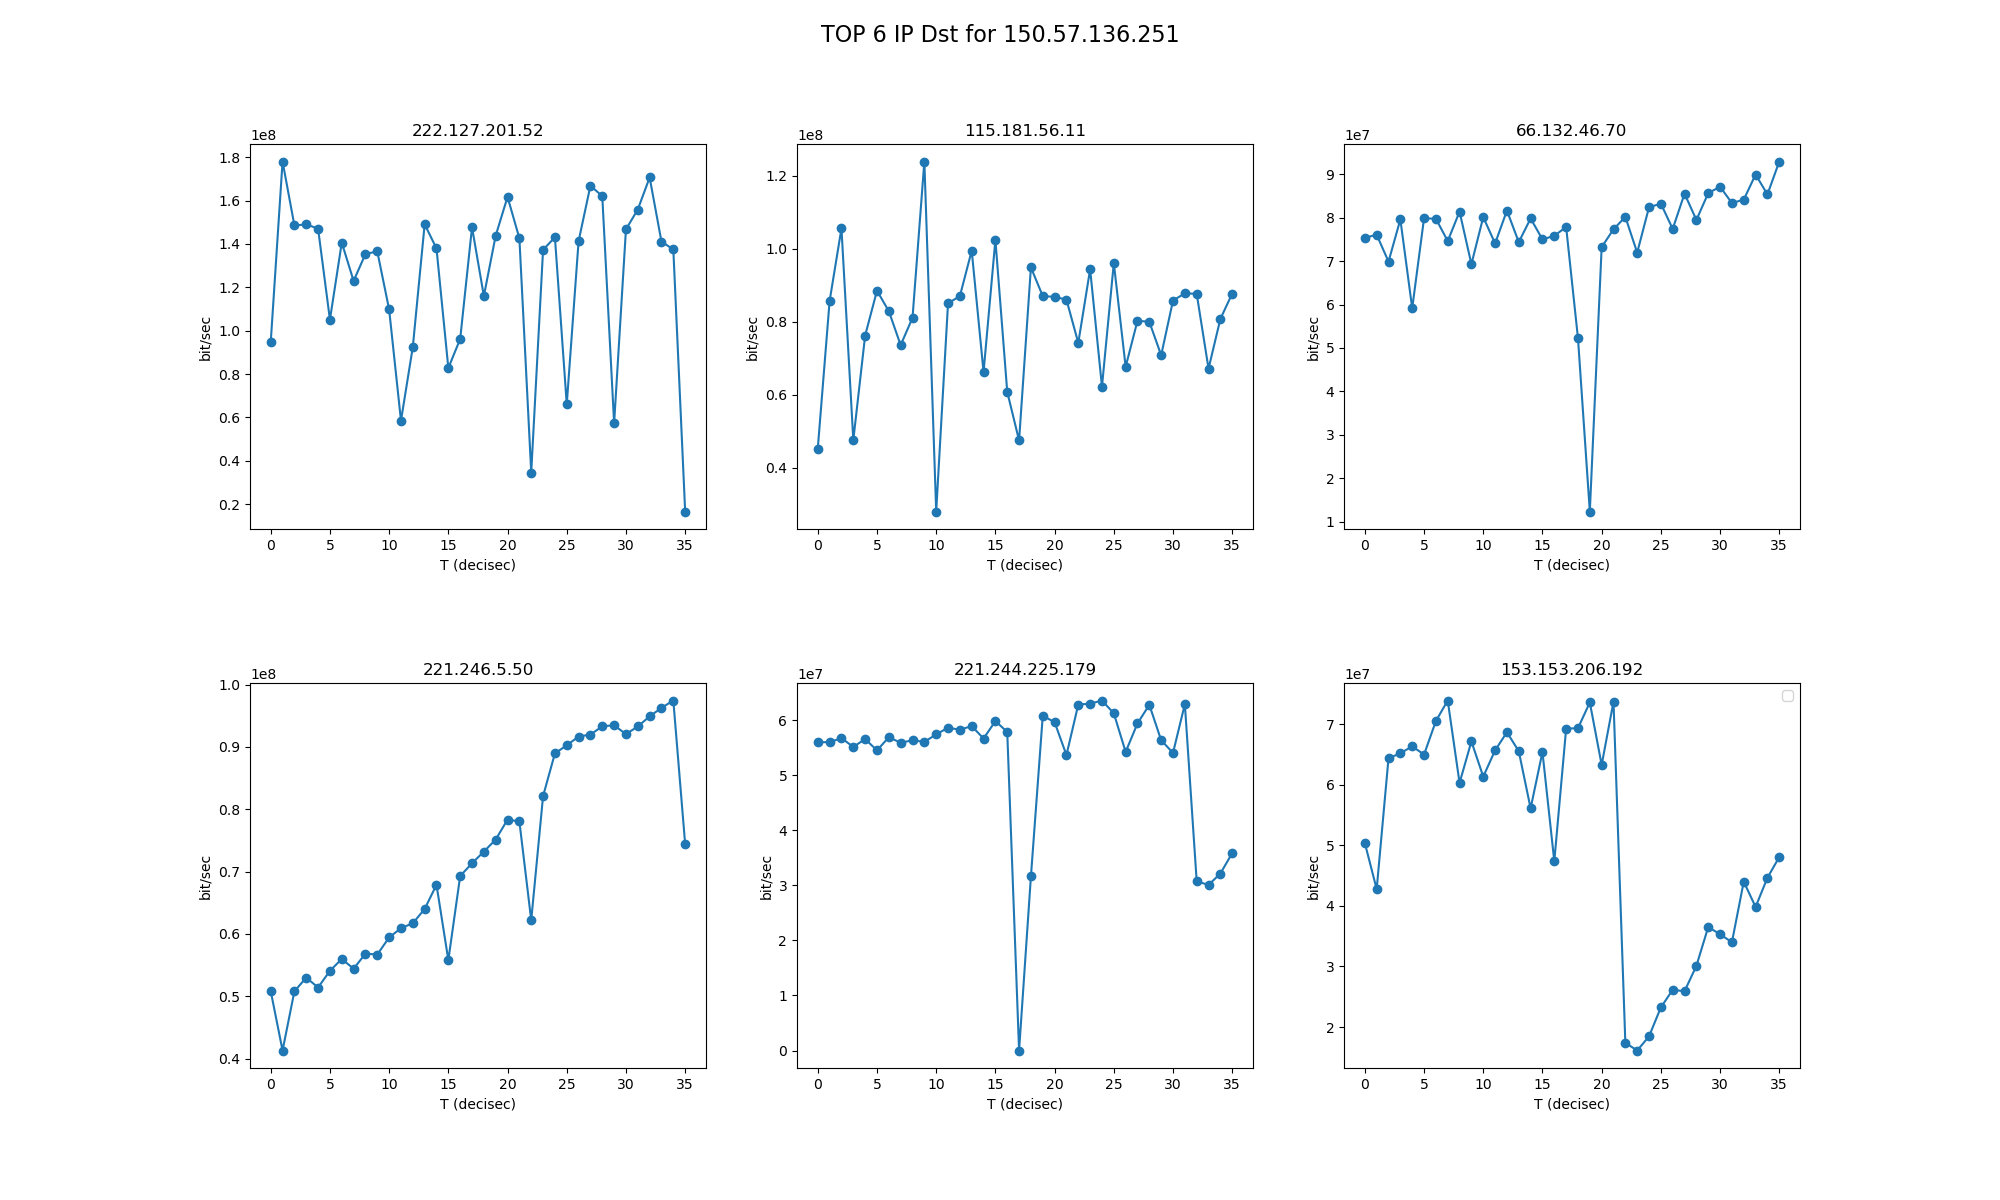 TOP 6 IP Dst for 150.57.136.251
222.127.201.52
1e8
1.8
1.6
1.4
1.2
1.0
0.8
0.6
0.4
0.2
bit/sec
0 5 10 15 20 25 30 35
T (decisec)
115.181.56.11
1e8
1.2
1.0
0.8
0.6
0.4
bit/sec
0 5 10 15 20 25 30 35
T (decisec)
66.132.46.70
1e7
9
8
7
6
5
4
3
2
1
bit/sec
0 5 10 15 20 25 30 35
T (decisec)
221.246.5.50
1e8
1.0
0.9
0.8
0.7
0.6
0.5
0.4
bit/sec
0 5 10 15 20 25 30 35
T (decisec)
221.244.225.179
1e7
6
5
4
3
2
1
0
bit/sec
0 5 10 15 20 25 30 35
T (decisec)
153.153.206.192
1e7
7
6
5
4
3
2
bit/sec
0 5 10 15 20 25 30 35
T (decisec)